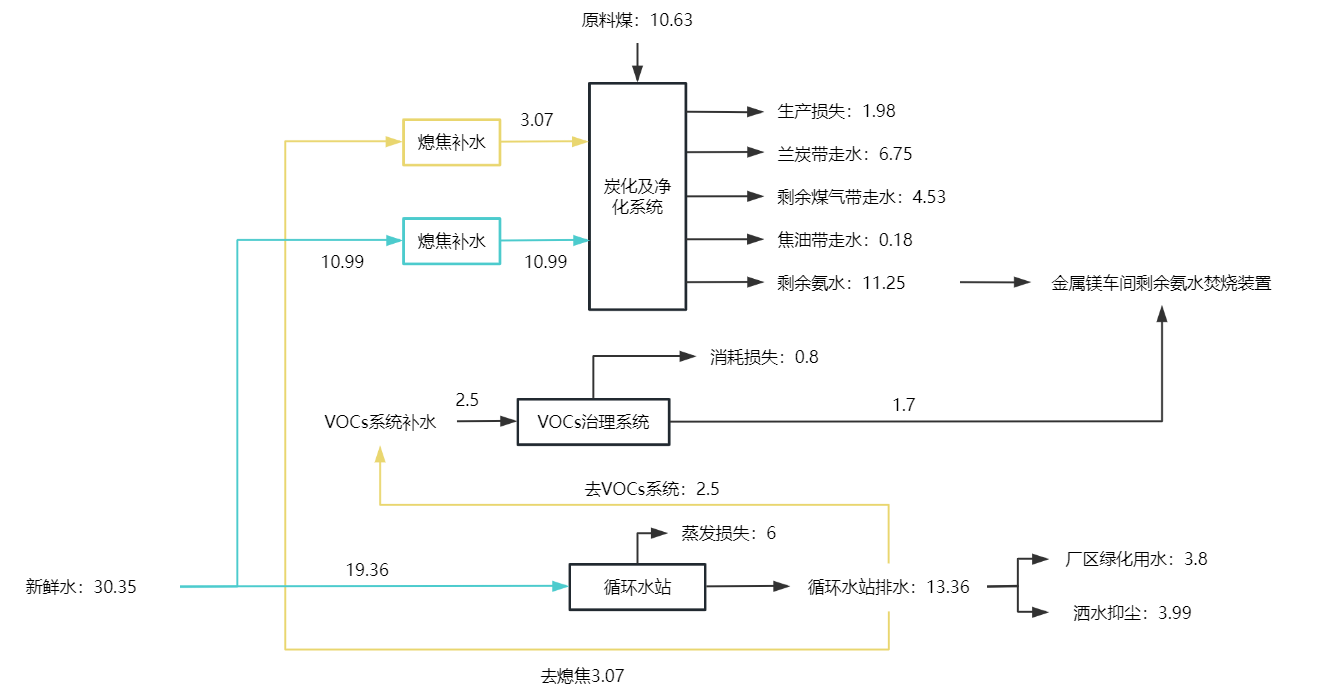 原料煤：10.63
生产损失：1.98
3.07
熄焦补水
兰炭带走水：6.75
炭化及净
化系统
剩余煤气带走水：4.53
熄焦补水
焦油带走水：0.18
10.99
10.99
剩余氨水：11.25
金属镁车间剩余氨水焚烧装置
消耗损失：0.8
2.5
1.7
VOCs系统补水
VOCs治理系统
去VOCs系统：2.5
蒸发损失：6
19.36
厂区绿化用水：3.8
新鲜水：30.35
循环水站
循环水站排水：13.36
洒水抑尘：3.99
去熄焦3.07